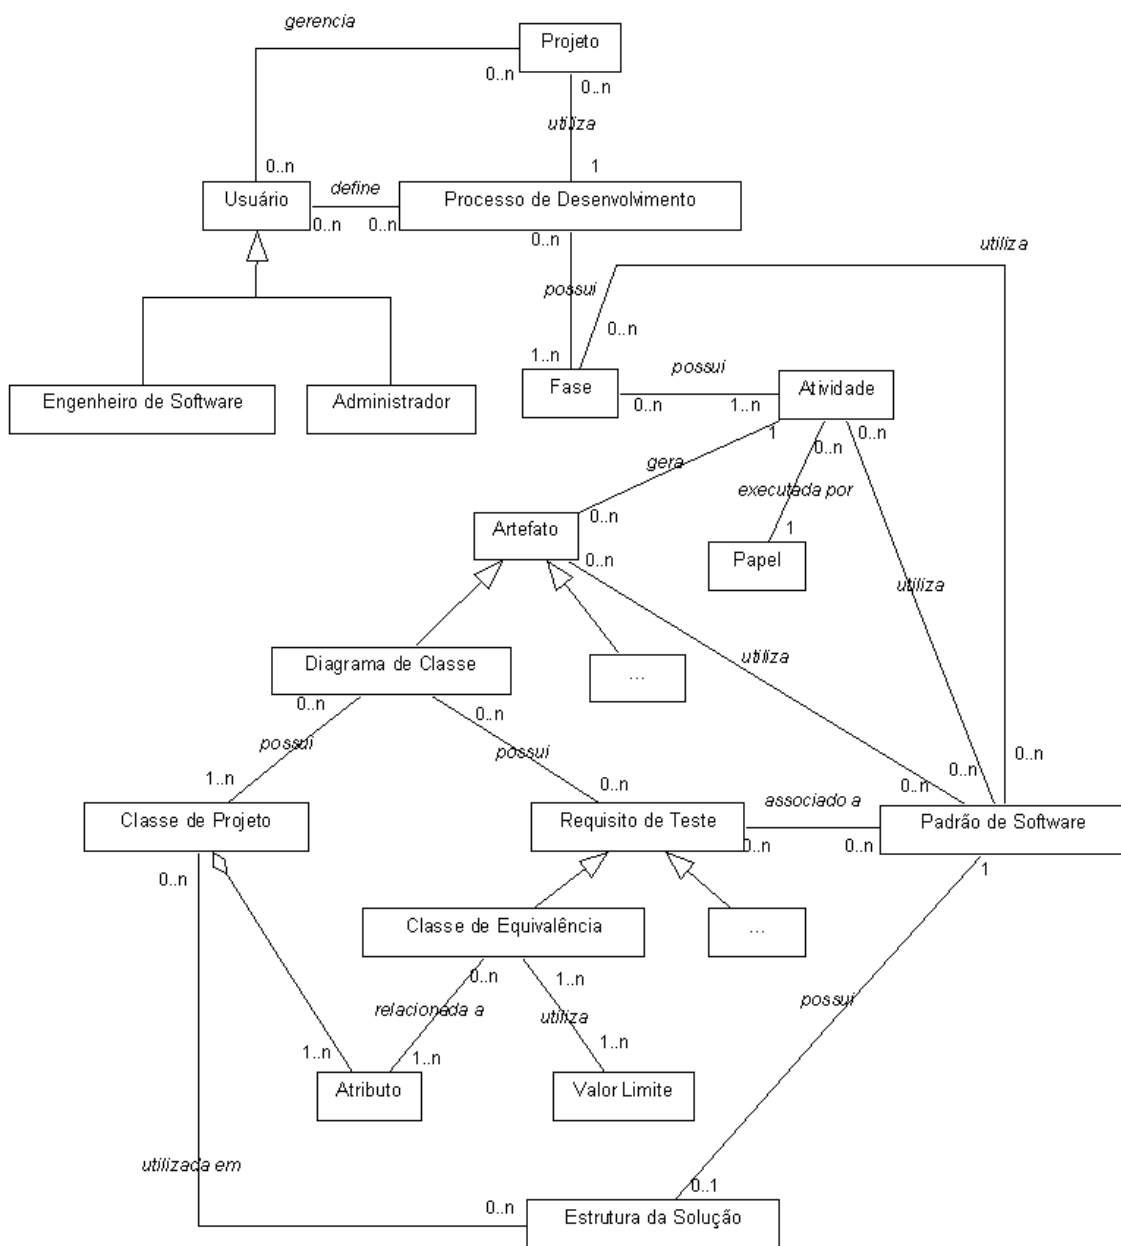 gerencia
Projeto
0..n
0..n
utiliza
0..n
1
Usuário
define
Processo de Desenvolvimento
0..n
0..n
0..n
utiliza
possui
0..n
1..n
possui
Fase
Atividade
0..n
1..n
Engenheiro de Software
Administrador
1
0..n
0..n
gera
executada por
0..n
1
Artefato
0..n
Papel
utiliza
utiliza
Diagrama de Classe
...
0..n
0..n
possui
possui
0..n
1..n
0..n
0..n
0..n
associado a
Classe de Projeto
Requisito de Teste
Padrão de Software
0..n
0..n
0..n
1
Classe de Equivalência
...
0..n
1..n
possui
relacionada a
utiliza
1..n
1..n
1..n
Atributo
Valor Limite
utilizada em
0..1
0..n
Estrutura da Solução